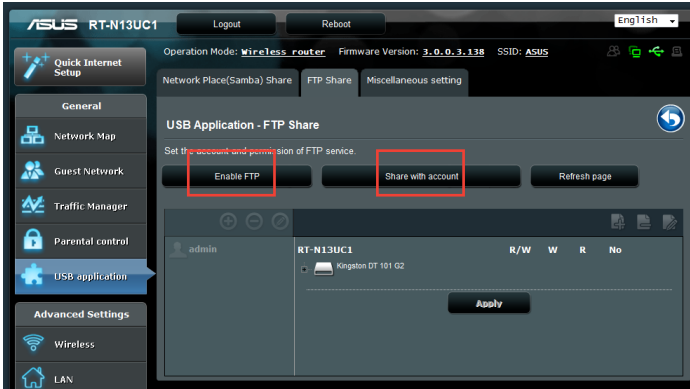 ASUS RT-N13UC1 Logout Reboot English
Operation Mode: Wireless router Firmware Version: 3.0.0.3.138 SSID: ASUS
Quick Internet
Setup
Network Place(Samba) Share FTP Share Miscellaneous setting
General
Network Map
Guest Network
Traffic Manager
Parental control
USB application
Advanced Settings
Wireless
LAN
USB Application - FTP Share
Set the account and permission of FTP service.
Enable FTP Share with account Refresh page
admin
RT-N13UC1 R/W W R No
Kingston DT 101 G2
Apply